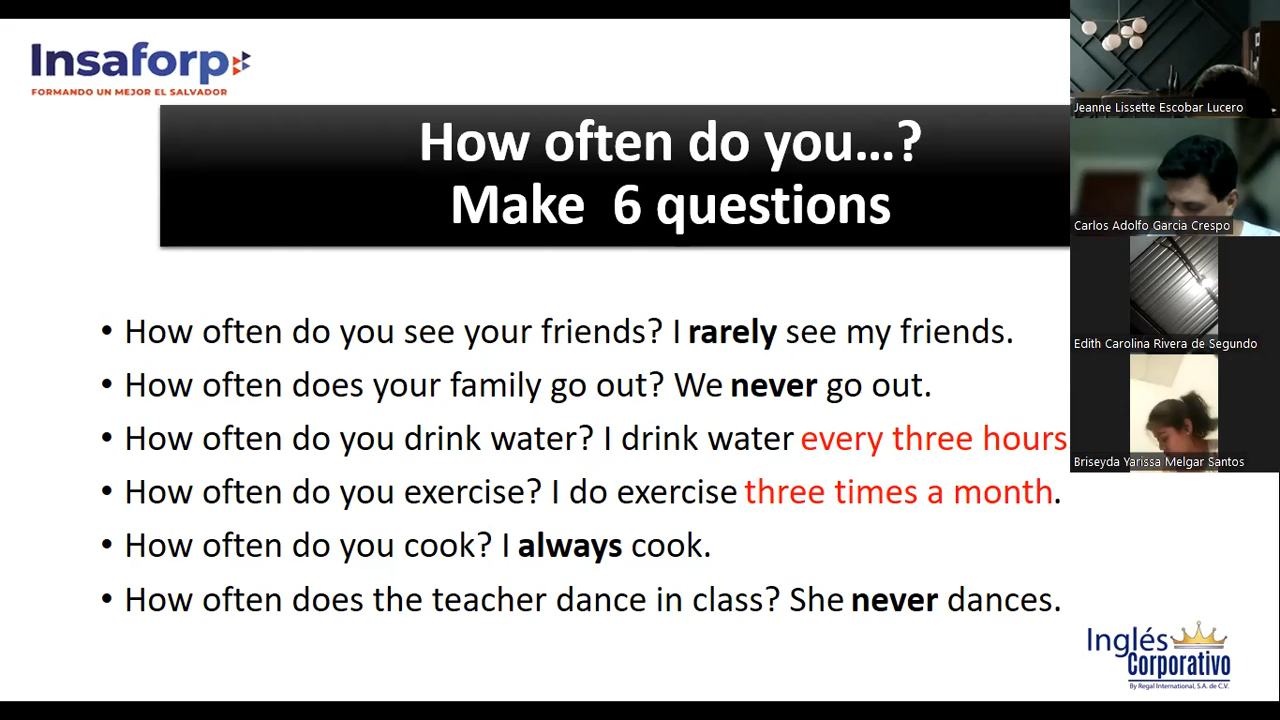 Insaforp
FORMANDO UN MEJOR EL SALVADOR
How often do you...?
Make 6 questions
• How often do you see your friends? I rarely see my friends.
• How often does your family go out? We never go out.
• How often do you drink water? I drink water every three hours
• How often do you exercise? I do exercise three times a month.
• How often do you cook? I always cook.
• How often does the teacher dance in class? She never dances.
Jeanne Lissette Escobar Lucero
Carlos Adolfo Garcia Crespo
Edith Carolina Rivera de Segundo
Briseyda Yarissa Melgar Santos
Inglés
Corporativo
By Regal International, S.A. de C.V.